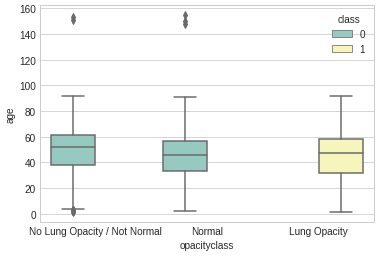 160
140
120
100
80
60
40
20
0
age
class
0
1
No Lung Opacity / Not Normal
Normal
Lung Opacity
opacityclass